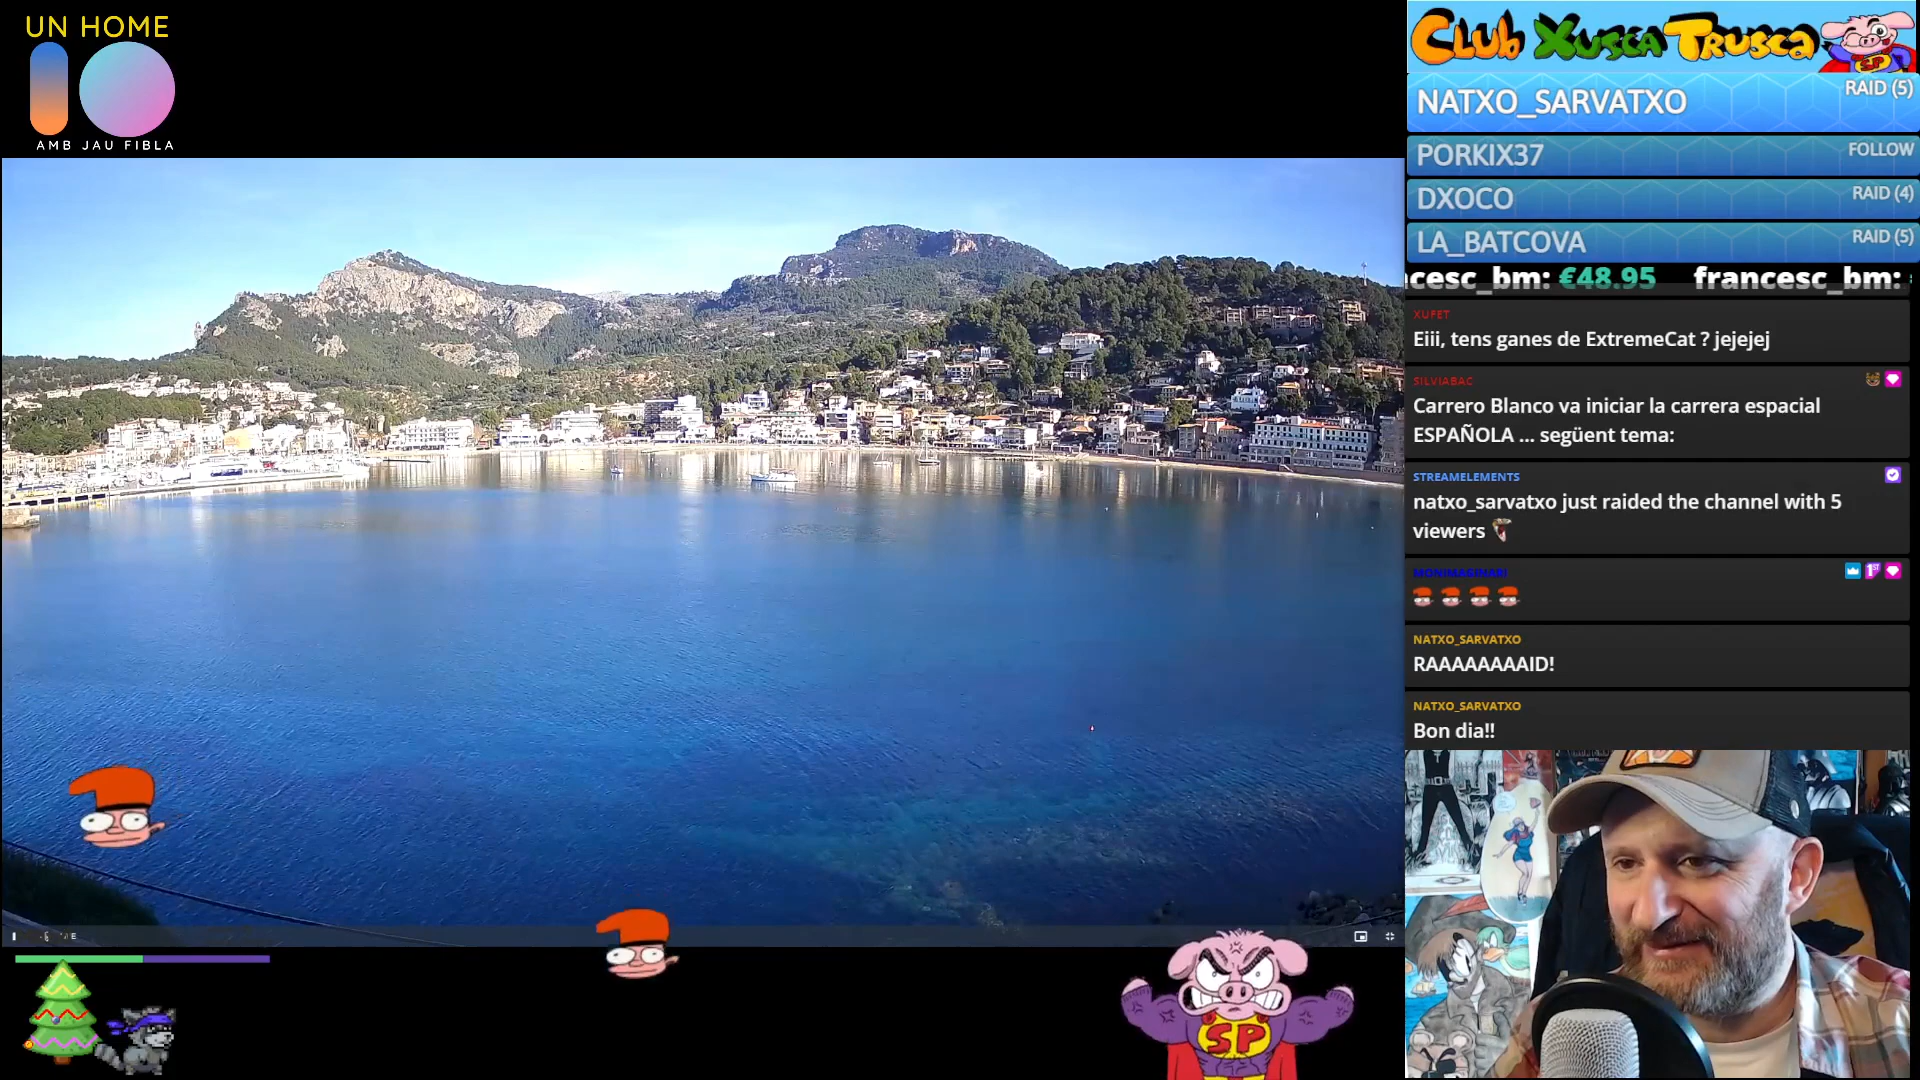 UN HOME
AMB JAU FIBLA
Club Xusca Trusca
SP
NATXO_SARVATXO
RAID (5)
PORKIX37
FOLLOW
DXOCO
RAID (4)
LA_BATCOVA
RAID (5)
cesc_bm: €48.95 francesc_bm:
XUFET
Eiii, tens ganes de ExtremeCat ? jejejej
SILVIABAC
Carrero Blanco va iniciar la carrera espacial
ESPAÑOLA ... següent tema:
STREAMELEMENTS
natxo_sarvatxo just raided the channel with 5
viewers
MONIMAGINARI
NATXO_SARVATXO
RAAAAAAAAID!
NATXO_SARVATXO
Bon dia!!
SP